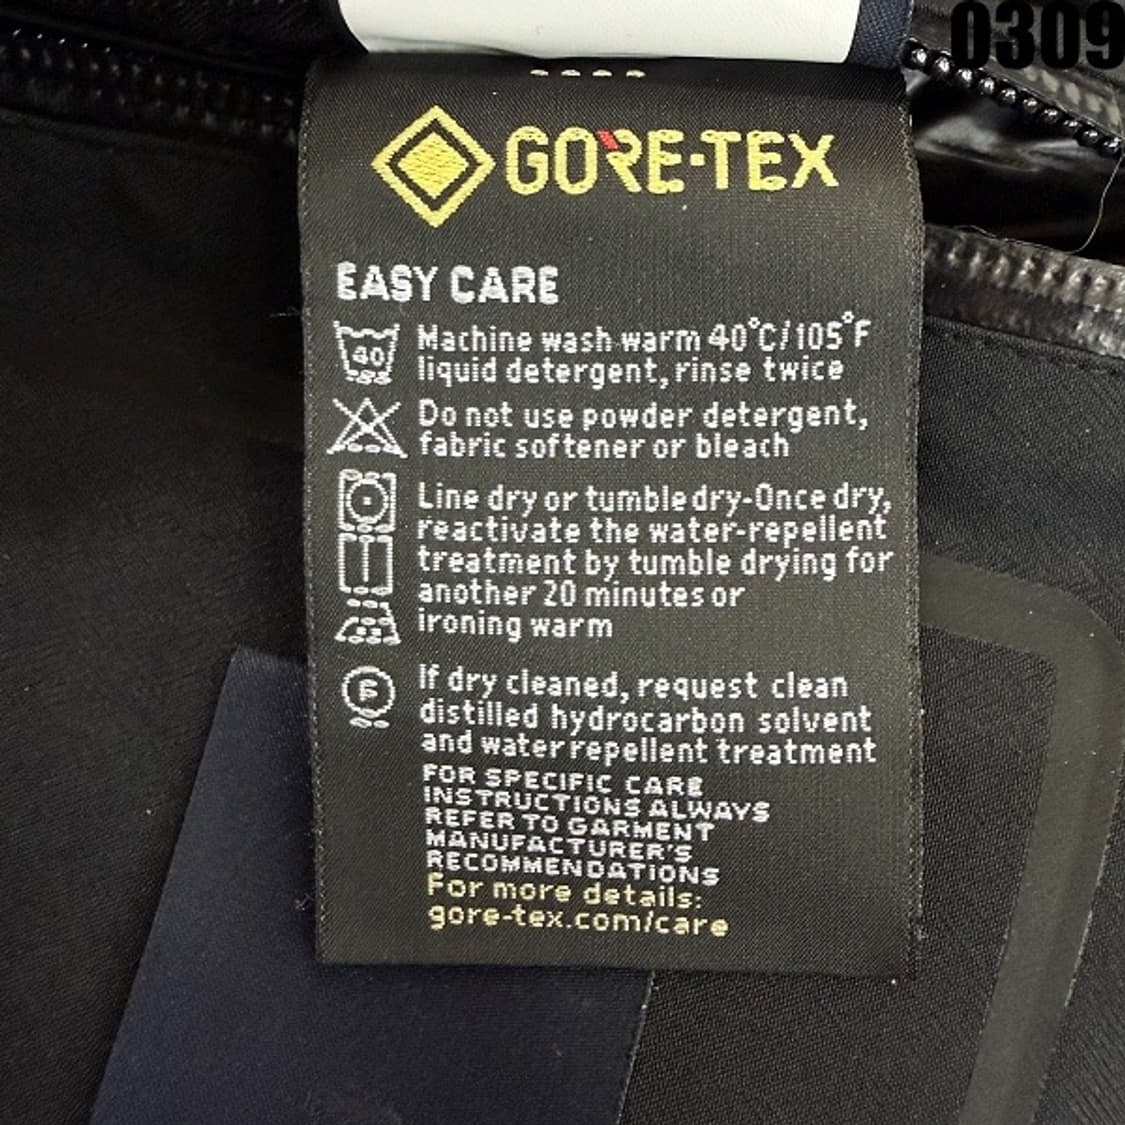 0309
GORE-TEX
EASY CARE
40
Machine wash warm 40°C/105°F
liquid detergent, rinse twice
Do not use powder detergent,
fabric softener or bleach
Line dry or tumble dry-Once dry,
reactivate the water-repellent
treatment by tumble drying for
another 20 minutes or
ironing warm
F
If dry cleaned, request clean
distilled hydrocarbon solvent
and water repellent treatment
FOR SPECIFIC CARE
INSTRUCTIONS ALWAYS
REFER TO GARMENT
MANUFACTURER'S
RECOMMENDATIONS
For more details:
gore-tex.com/care